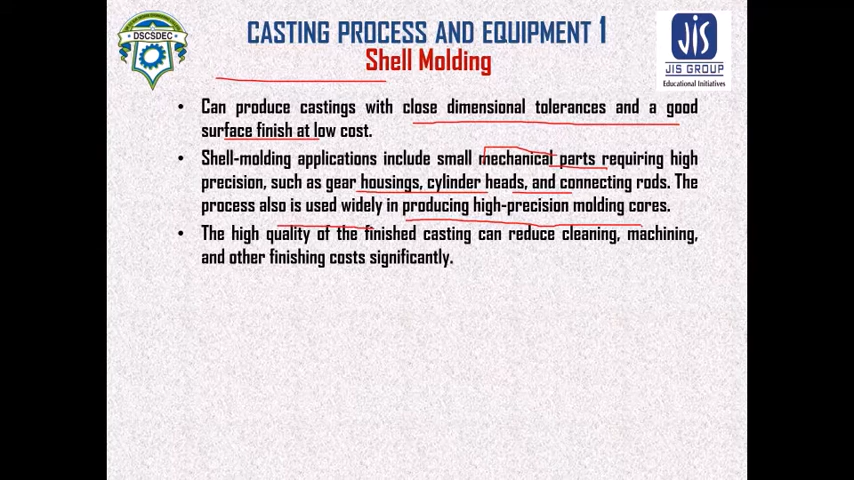 CASTING PROCESS AND EQUIPMENT 1
Shell Molding
DSCSDEC
JIS
JIS GROUP
Educational Initiatives
• Can produce castings with close dimensional tolerances and a good
surface finish at low cost.
• Shell-molding applications include small mechanical parts requiring high
precision, such as gear housings, cylinder heads, and connecting rods. The
process also is used widely in producing high-precision molding cores.
• The high quality of the finished casting can reduce cleaning, machining,
and other finishing costs significantly.